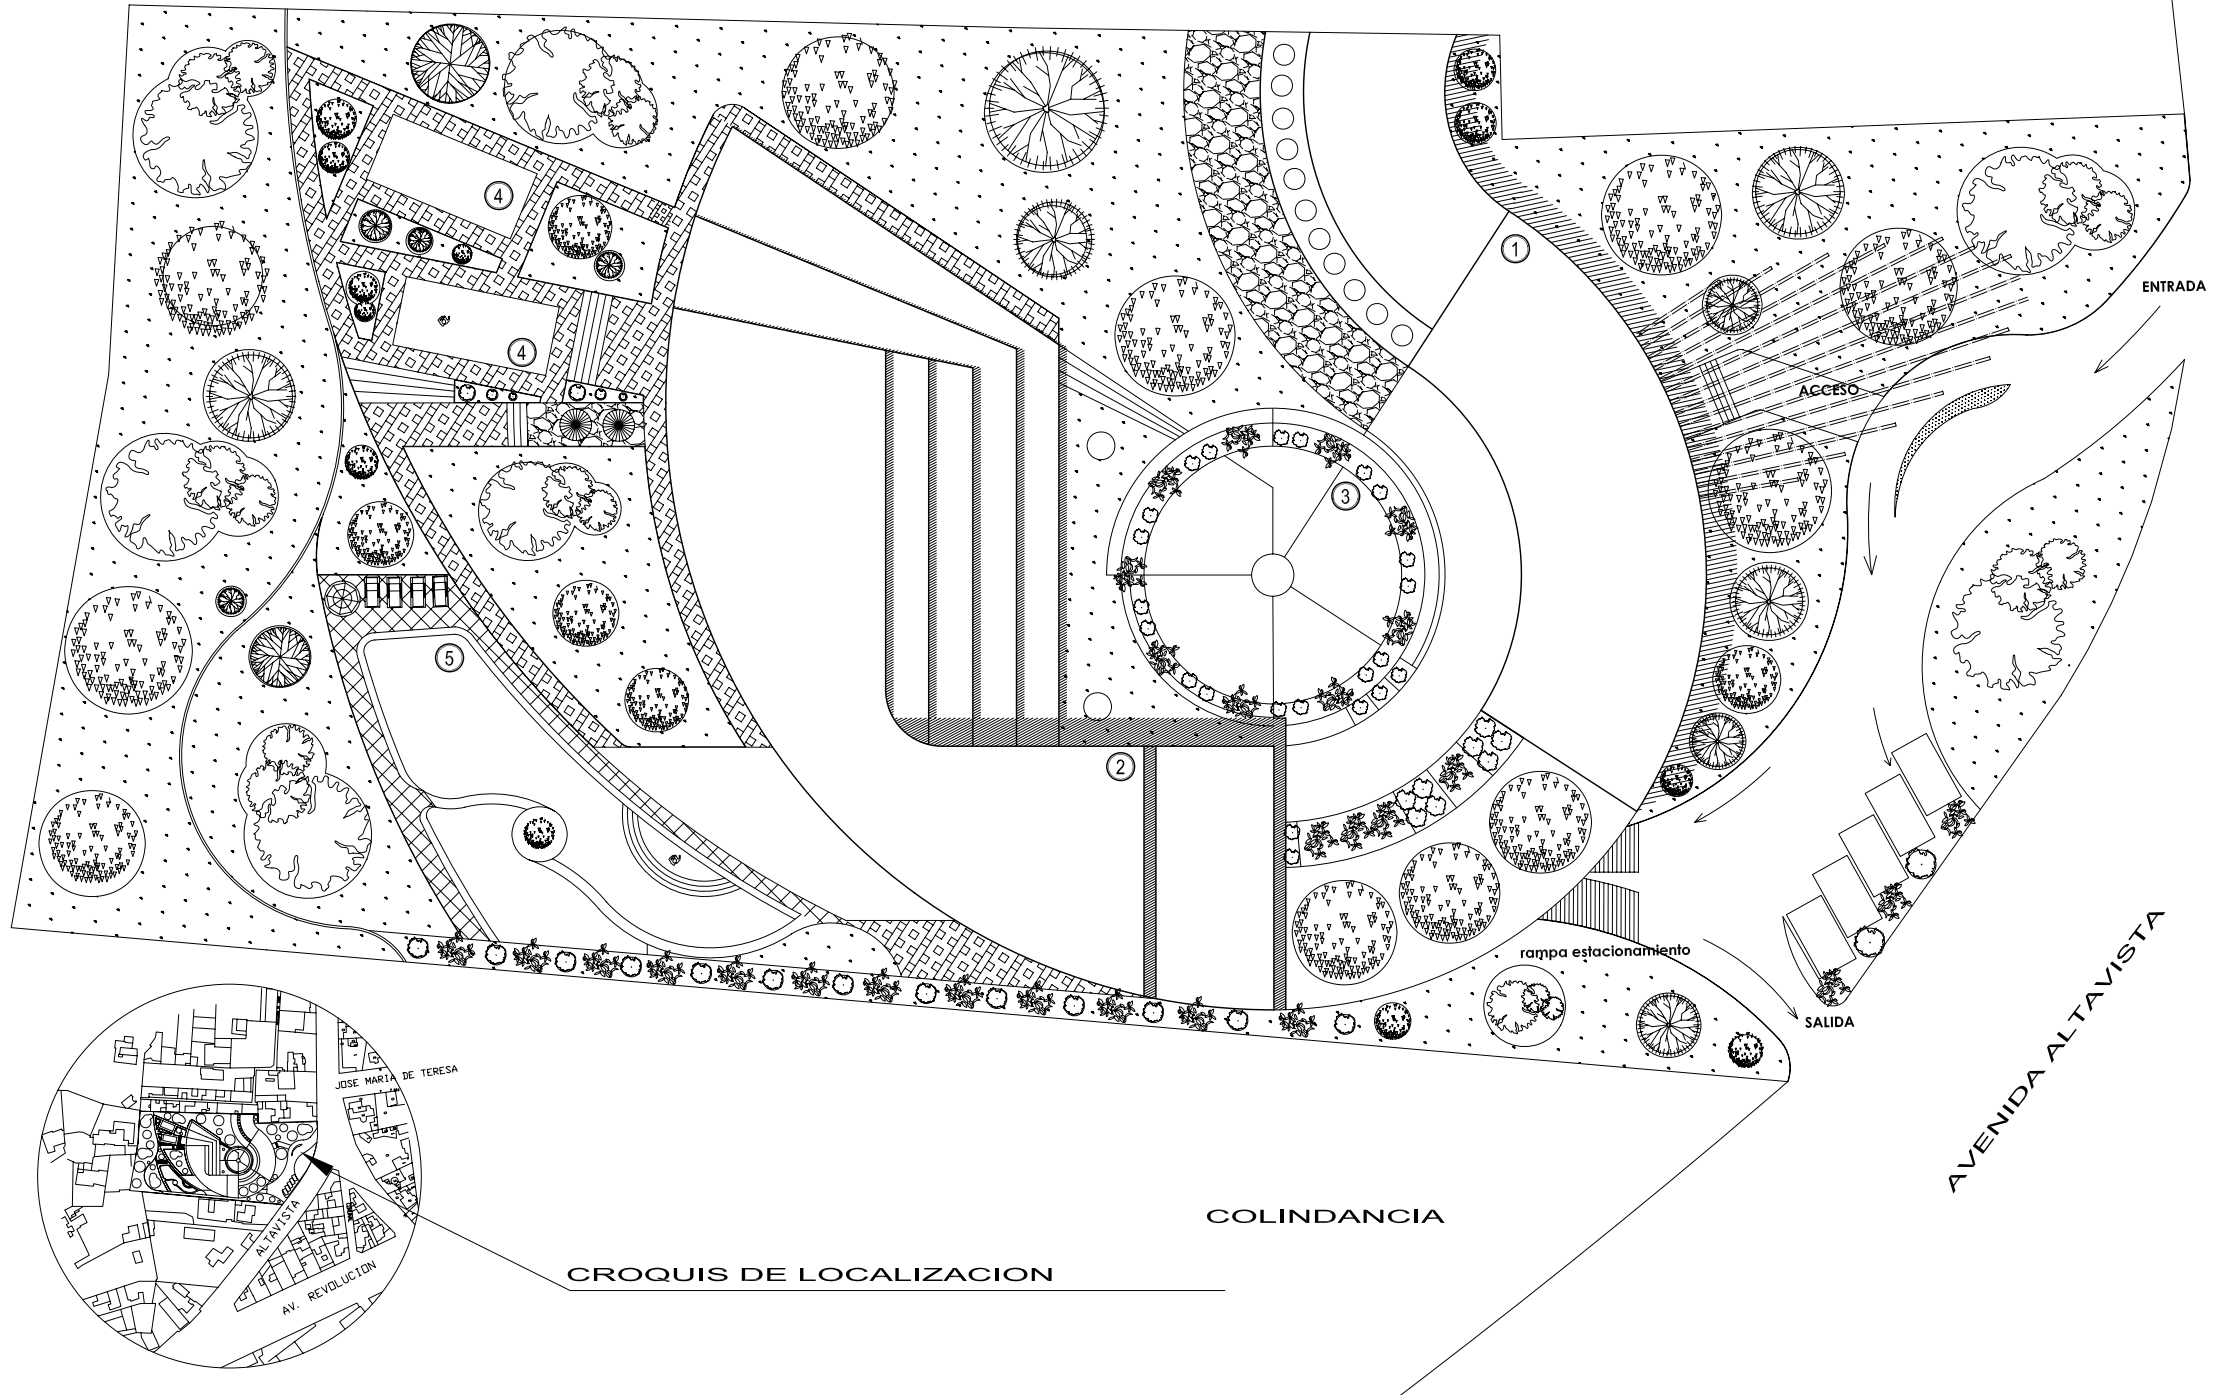 1
4
ENTRADA
4
ACCESO
3
5
2
rampa estacionamiento
SALIDA
AVENIDA ALTAVISTA
JOSE MARIA DE TERESA
ALTAVISTA
AV. REVOLUCION
COLINDANCIA
CROQUIS DE LOCALIZACION